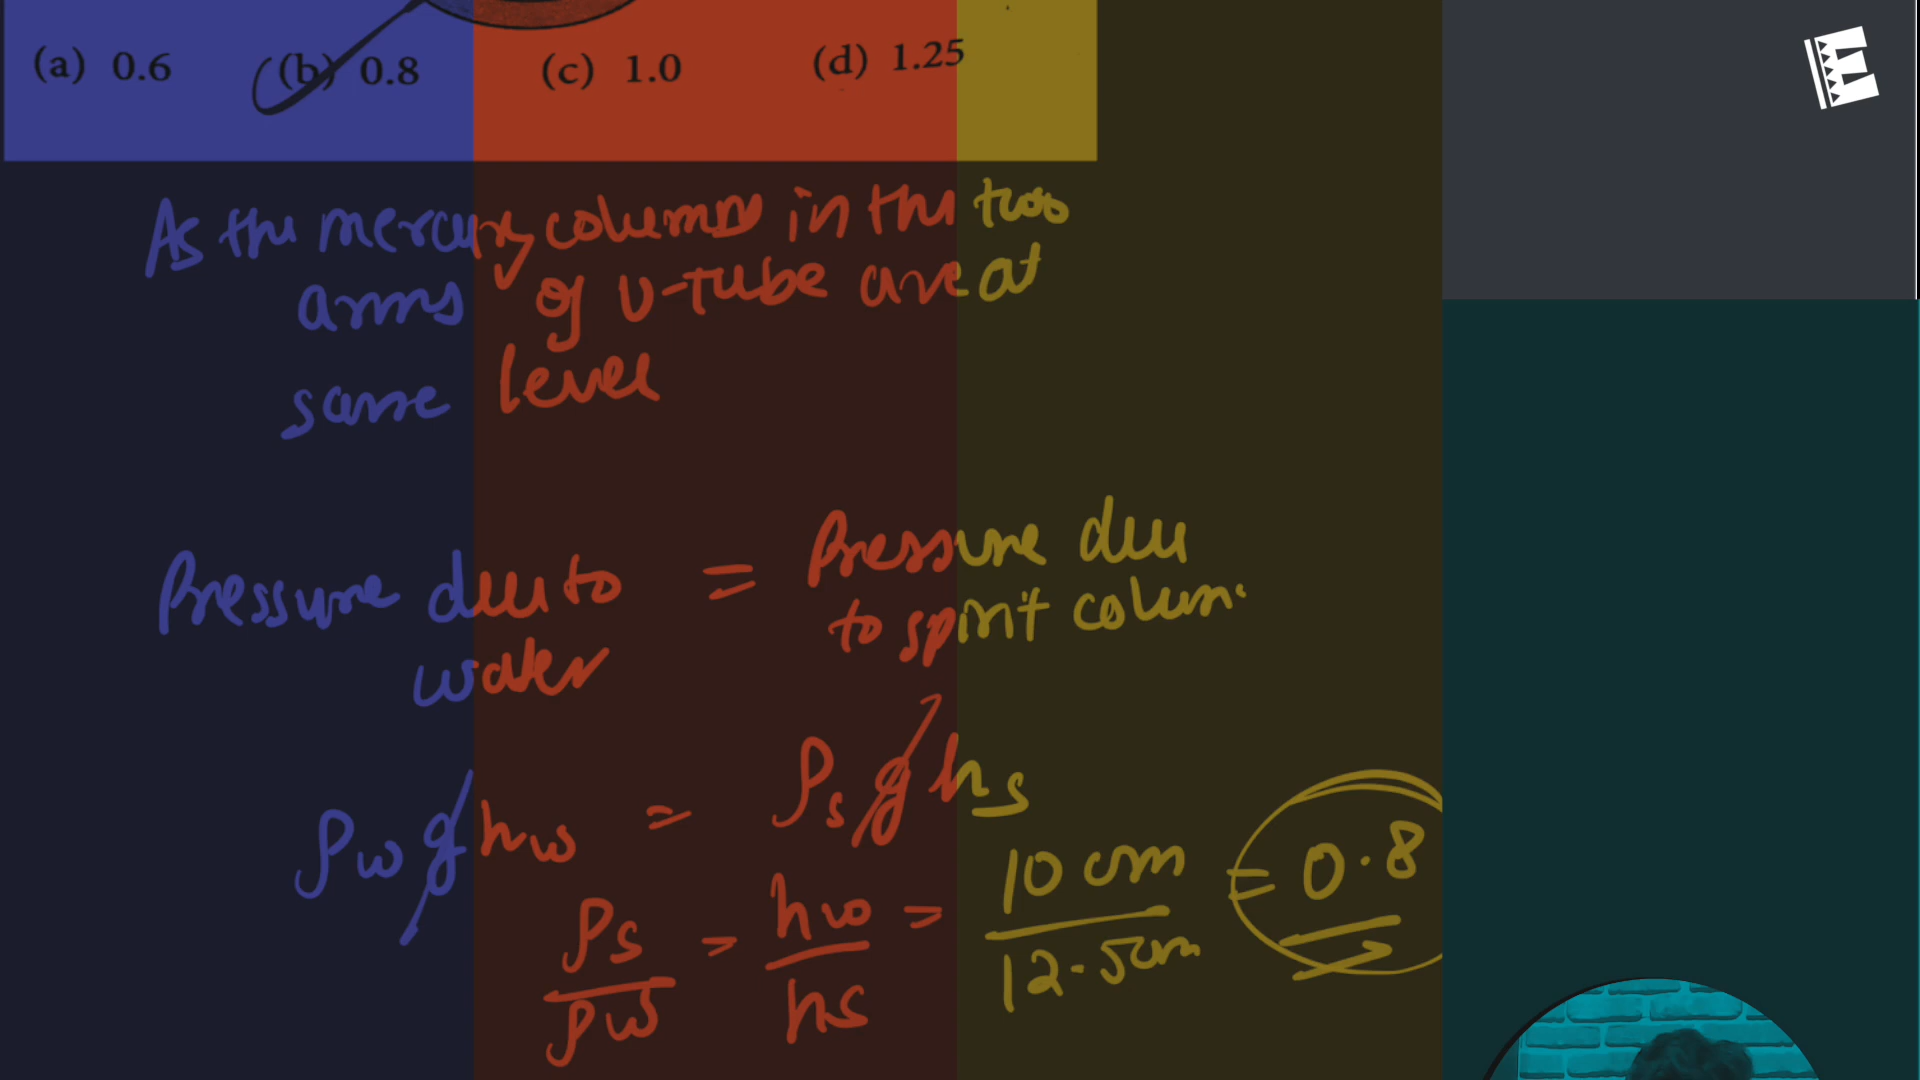 (a) 0.6 (b) 0.8 (c) 1.0 (d) 1.25
As the mercury columns in the two
arms of U-tube are at
same level
Pressure due to = Pressure due
water to spirit column
ρw g hw = ρs g hs
ρs/ρw = hw/hs = 10 cm/12.5cm = 0.8